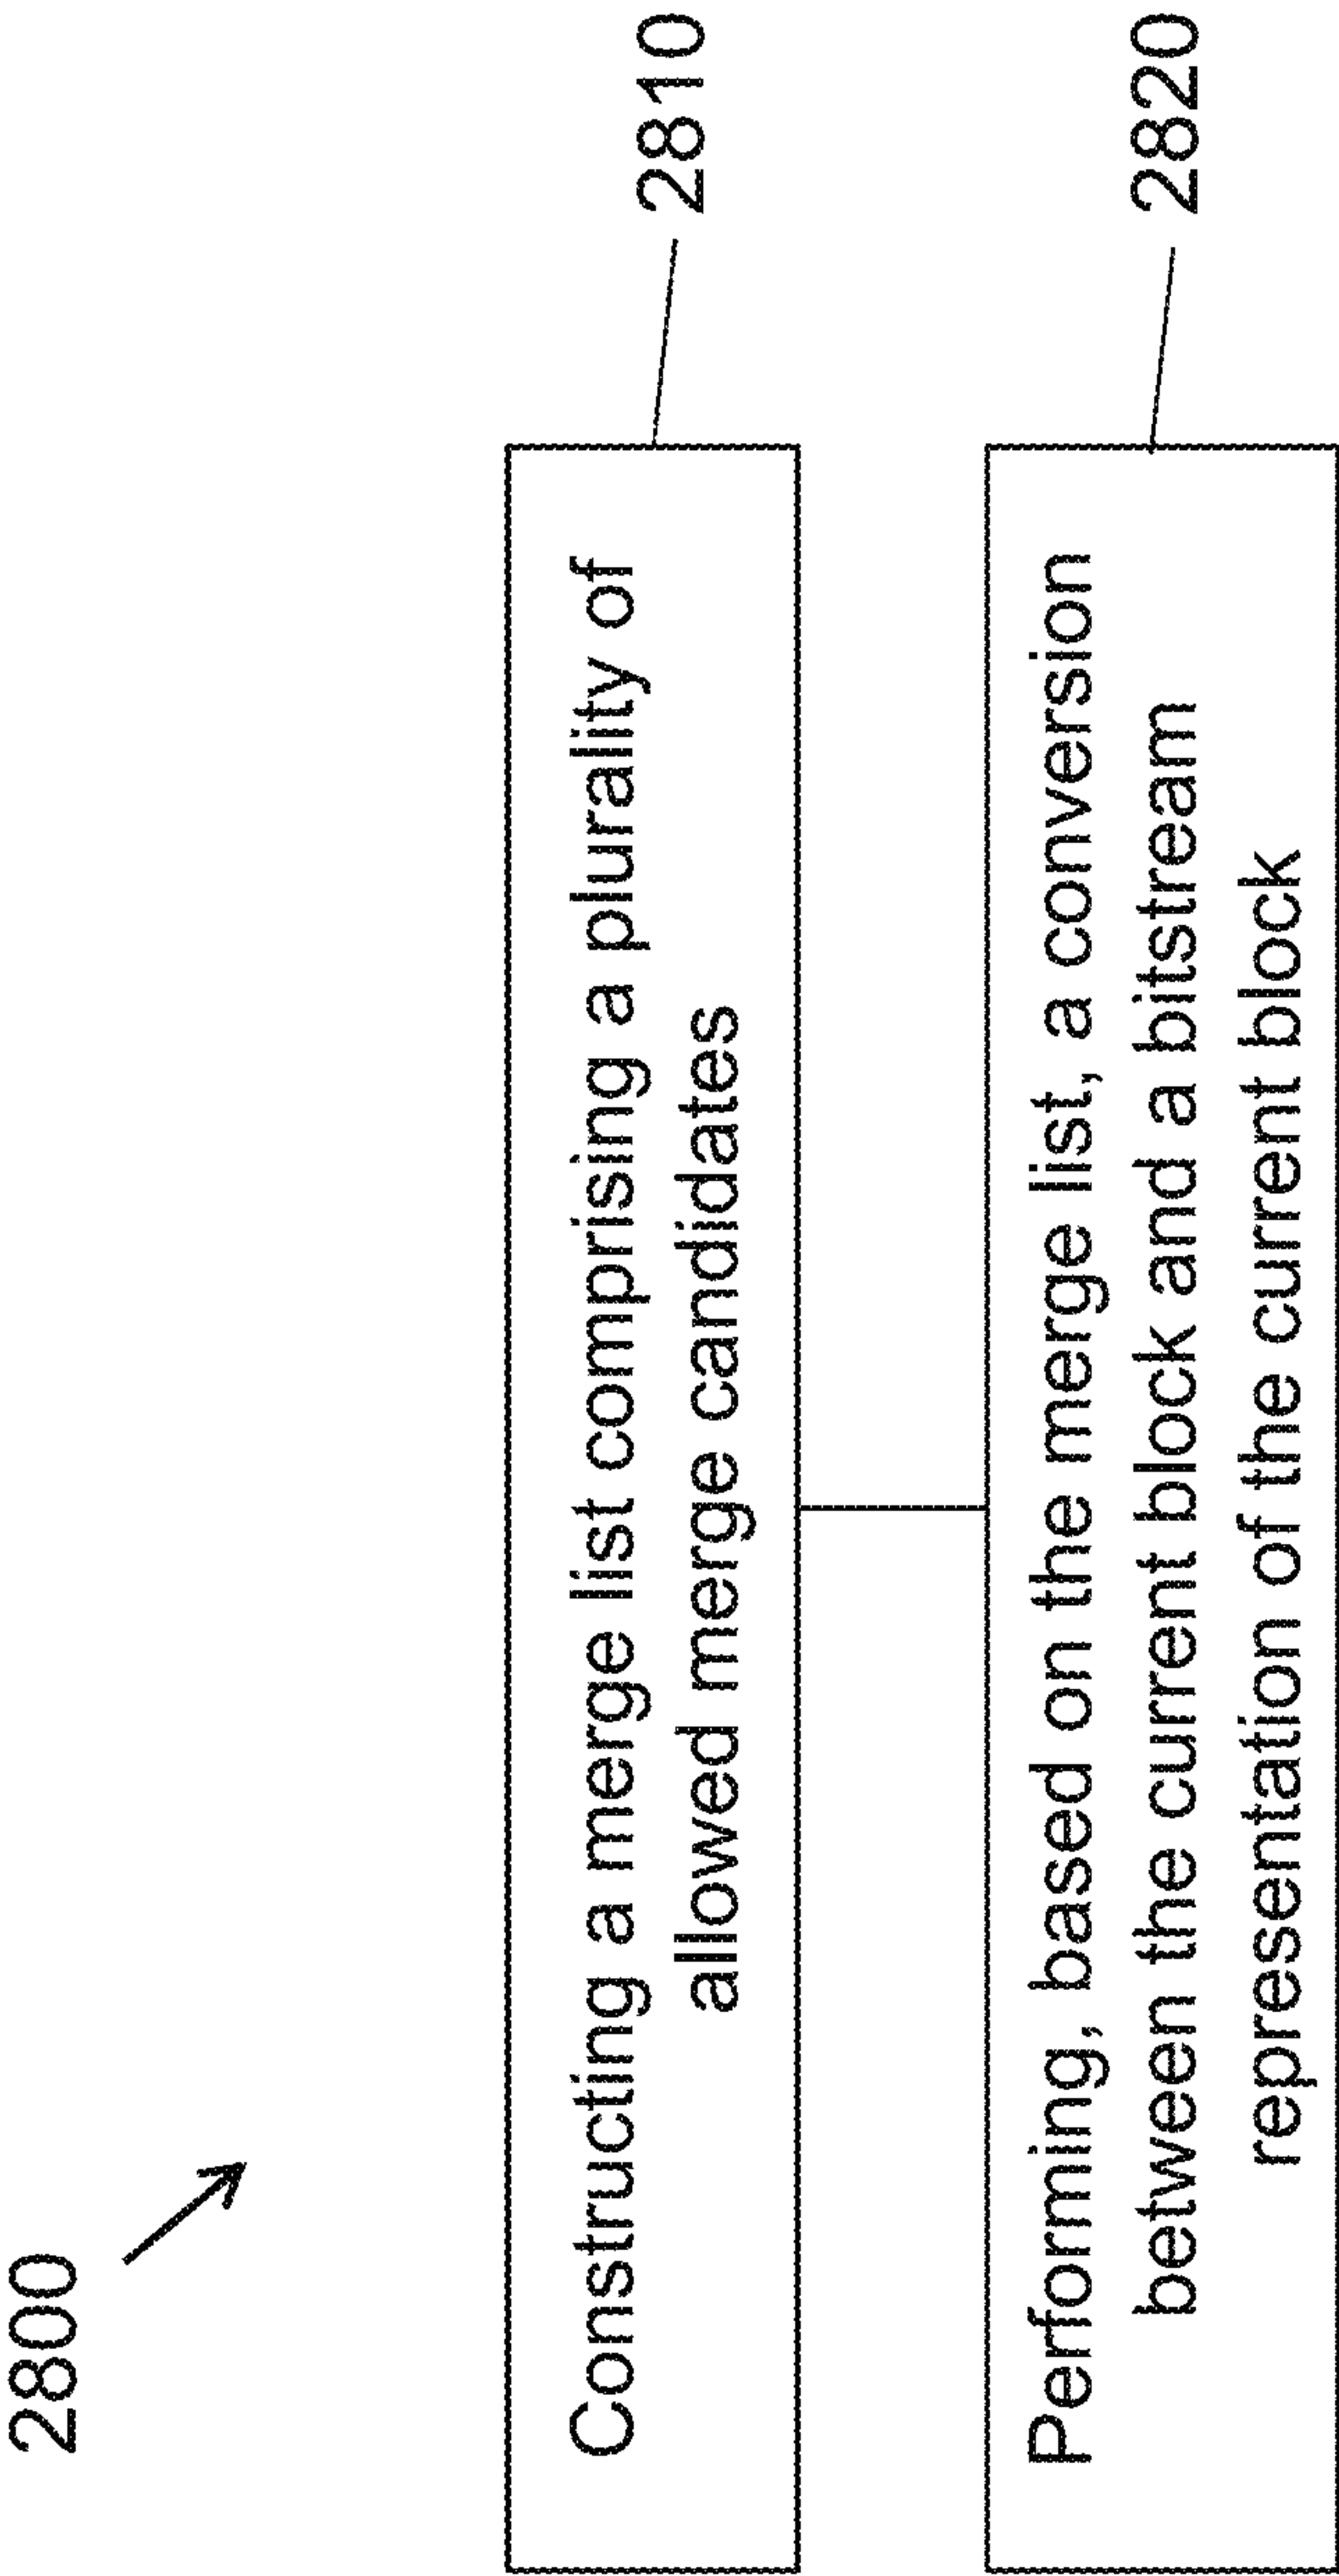 2800
Constructing a merge list comprising a plurality of
allowed merge candidates
2810
Performing, based on the merge list, a conversion
between the current block and a bitstream
representation of the current block
2820